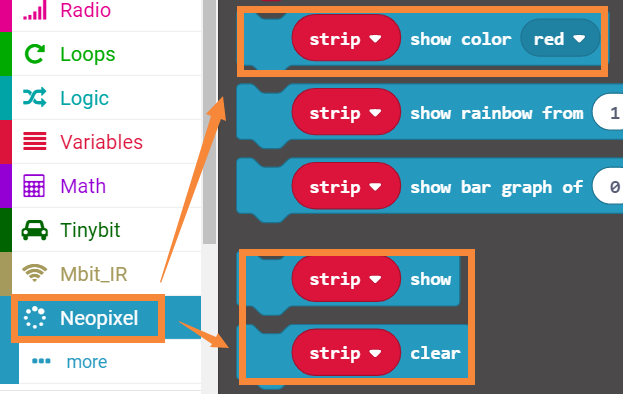 Radio
Loops
Logic
Variables
Math
Tinybit
Mbit_IR
Neopixel
more
strip show color red
strip show rainbow from 1
strip show bar graph of 0
strip show
strip clear